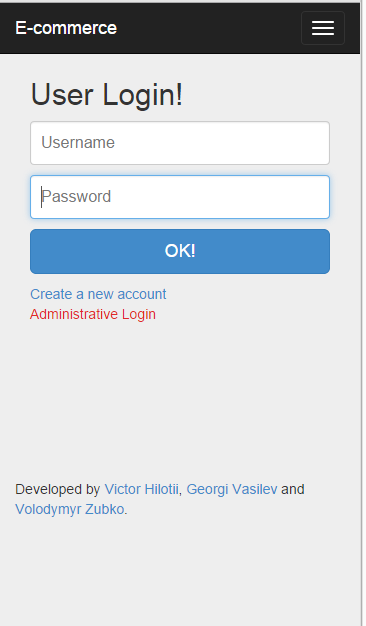 E-commerce
User Login!
Username
Password
OK!
Create a new account
Administrative Login
Developed by Victor Hilotii, Georgi Vasilev and
Volodymyr Zubko.